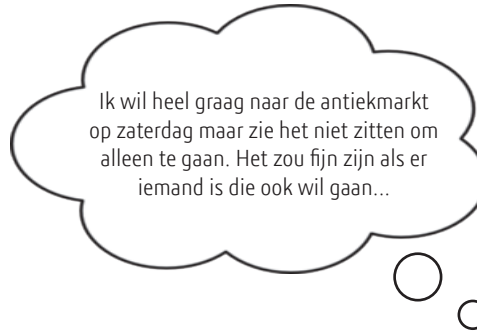 Ik wil heel graag naar de antiekmarkt
op zaterdag maar zie het niet zitten om
alleen te gaan. Het zou fijn zijn als er
iemand is die ook wil gaan...